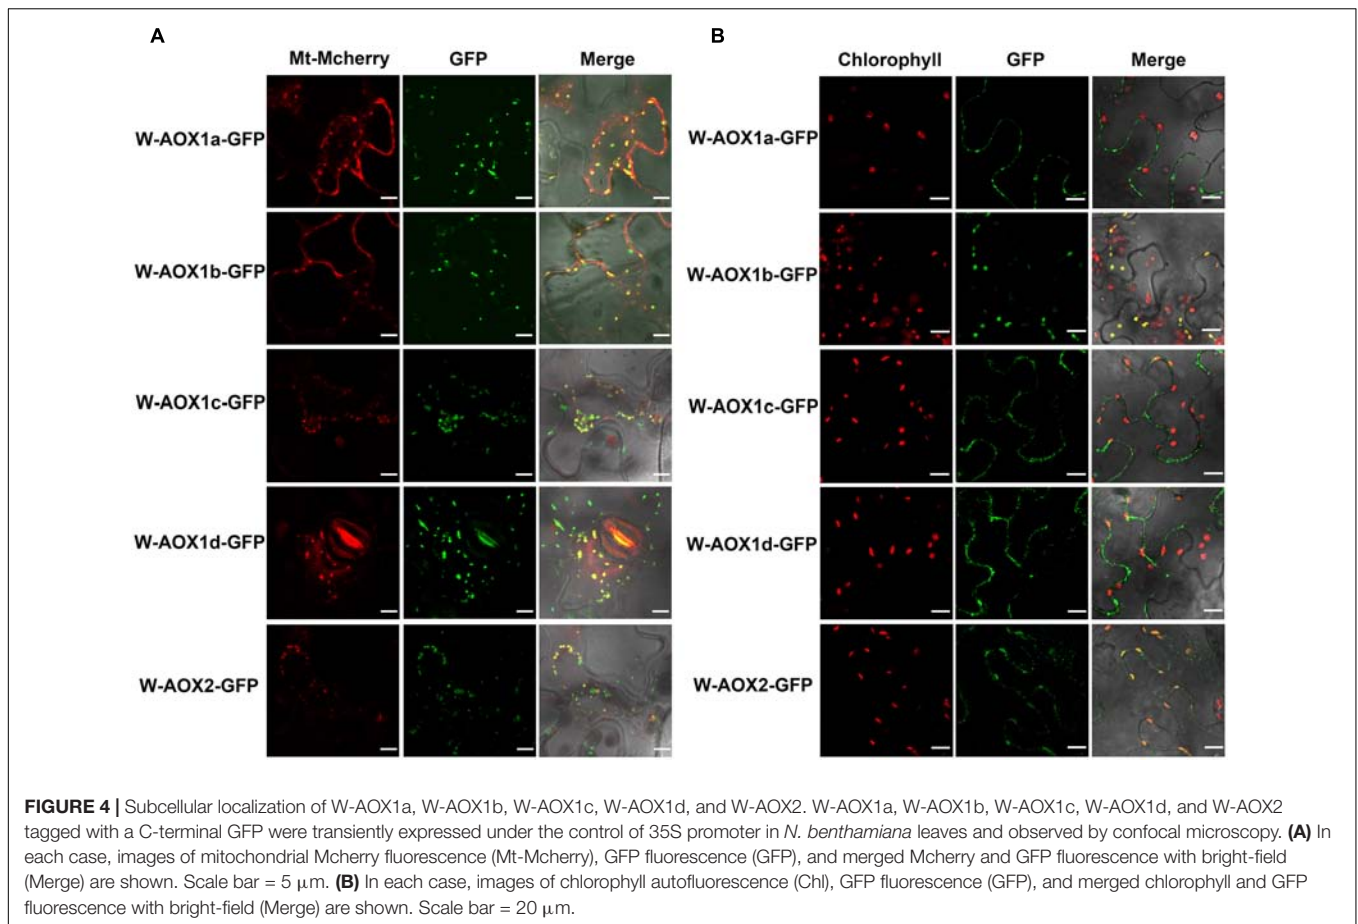 A
B
Mt-Mcherry GFP Merge
Chlorophyll GFP Merge
W-AOX1a-GFP
W-AOX1a-GFP
W-AOX1b-GFP
W-AOX1b-GFP
W-AOX1c-GFP
W-AOX1c-GFP
W-AOX1d-GFP
W-AOX1d-GFP
W-AOX2-GFP
W-AOX2-GFP
FIGURE 4 | Subcellular localization of W-AOX1a, W-AOX1b, W-AOX1c, W-AOX1d, and W-AOX2. W-AOX1a, W-AOX1b, W-AOX1c, W-AOX1d, and W-AOX2
tagged with a C-terminal GFP were transiently expressed under the control of 35S promoter in N. benthamiana leaves and observed by confocal microscopy. (A) In
each case, images of mitochondrial Mcherry fluorescence (Mt-Mcherry), GFP fluorescence (GFP), and merged Mcherry and GFP fluorescence with bright-field
(Merge) are shown. Scale bar = 5 μm. (B) In each case, images of chlorophyll autofluorescence (Chl), GFP fluorescence (GFP), and merged chlorophyll and GFP
fluorescence with bright-field (Merge) are shown. Scale bar = 20 μm.